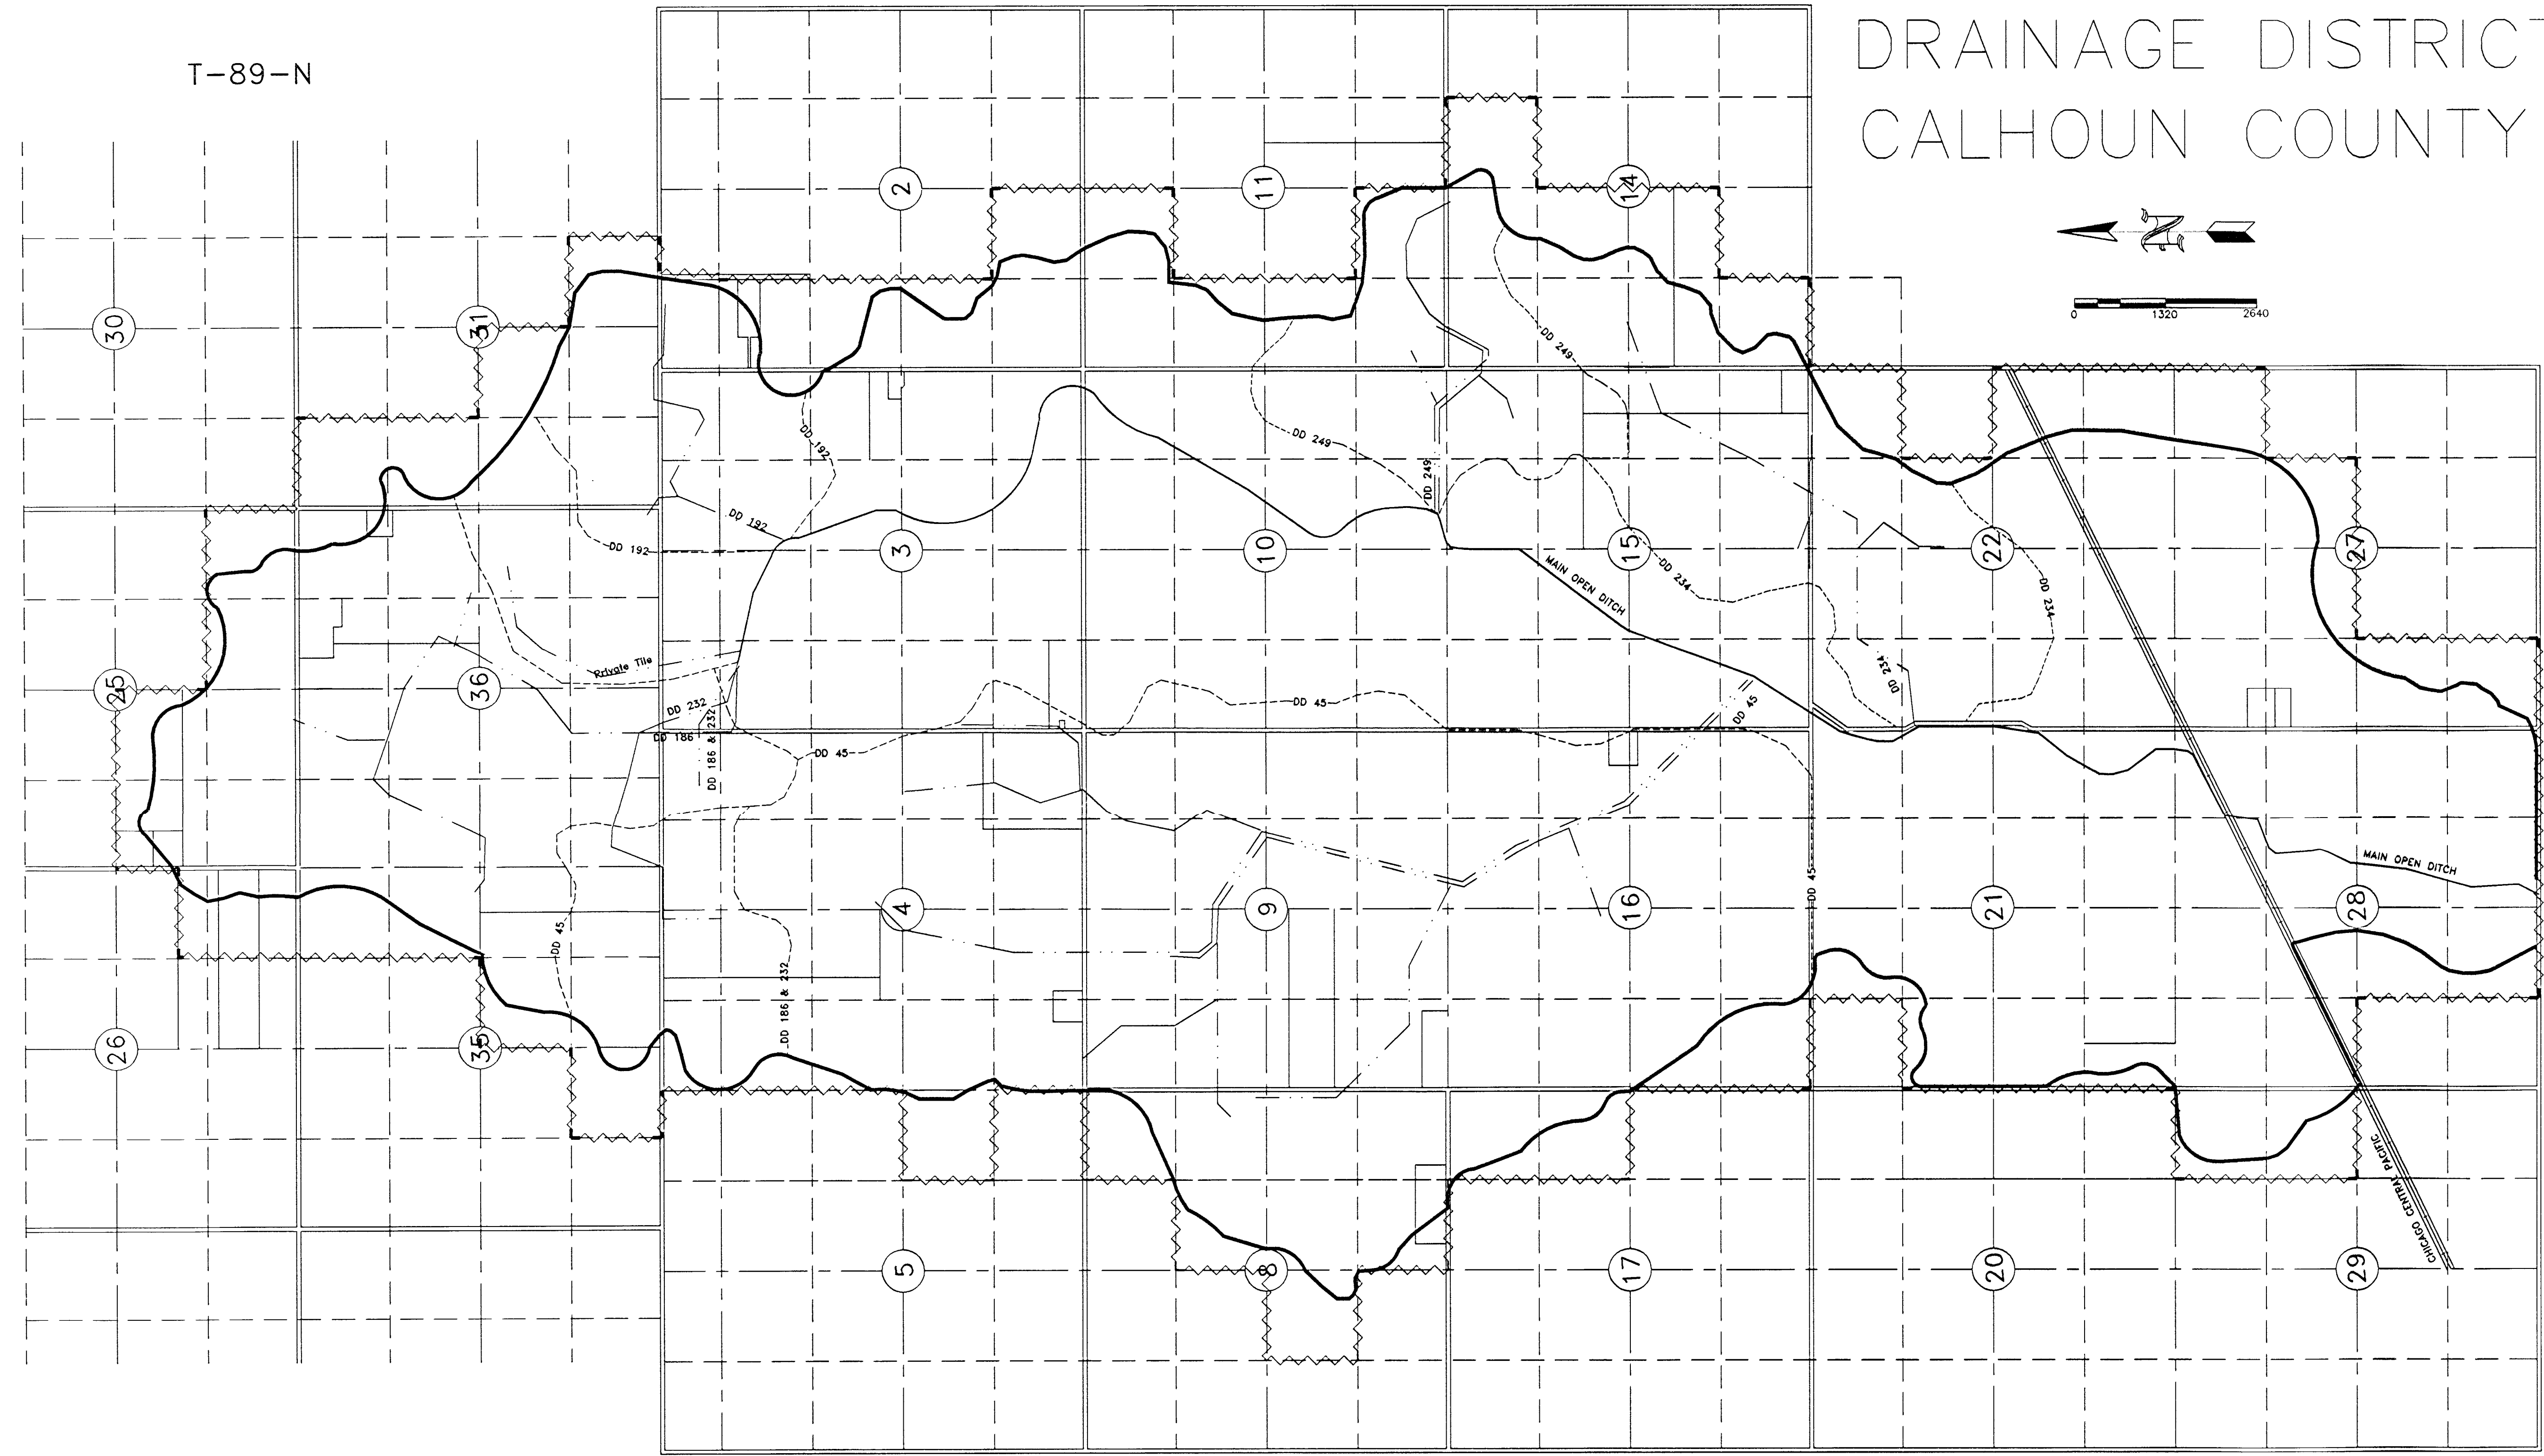 DRAINAGE DISTRIC
CALHOUN COUNTY
T-89-N
N
0 1320 2640
2
11
14
30
31
DD 249
DD 192
DD 249
DD 249
DD 192
DD 192
3
10
15
22
27
MAIN OPEN DITCH
DD 234
DD 234
Private Tile
DD 234
25
36
DD 232
DD 186
DD 186 & 232
DD 45
DD 45
DD 45
MAIN OPEN DITCH
DD 45
4
9
16
21
28
DD 45
DD 186 & 232
26
35
CHICAGO CENTRAL PACIFIC
5
8
17
20
29